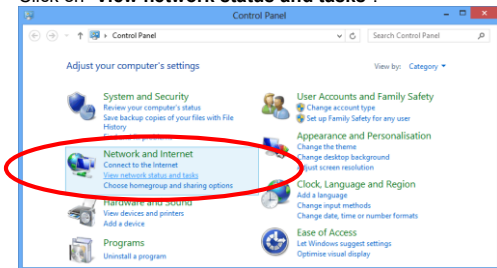 Click on "View network status and tasks".
Control Panel
Control Panel
Search Control Panel
Adjust your computer's settings
View by: Category
System and Security
Review your computer's status
Save backup copies of your files with File
History
Network and Internet
Connect to the Internet
View network status and tasks
Choose homegroup and sharing options
Hardware and Sound
View devices and printers
Add a device
Programs
Uninstall a program
User Accounts and Family Safety
Change account type
Set up Family Safety for any user
Appearance and Personalisation
Change the theme
Change desktop background
Adjust screen resolution
Clock, Language, and Region
Add a language
Change input methods
Change date, time or number formats
Ease of Access
Let Windows suggest settings
Optimise visual display